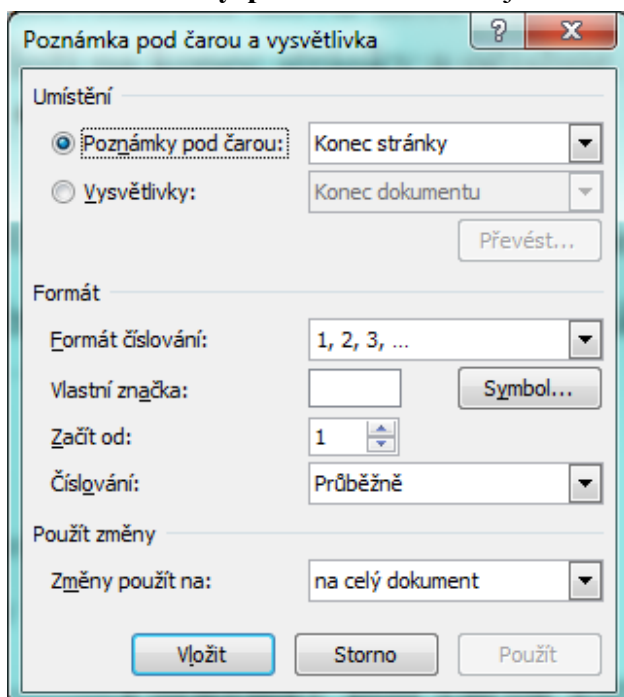 Poznámka pod čarou a vysvětlivka
Umístění
Poznámky pod čarou: Konec stránky
Vysvětlivky: Konec dokumentu
Převést...
Formát
Formát číslování: 1, 2, 3, ...
Vlastní značka: Symbol...
Začít od: 1
Číslování: Průběžně
Použít změny
Změny použít na: na celý dokument
Vložit Storno Použít